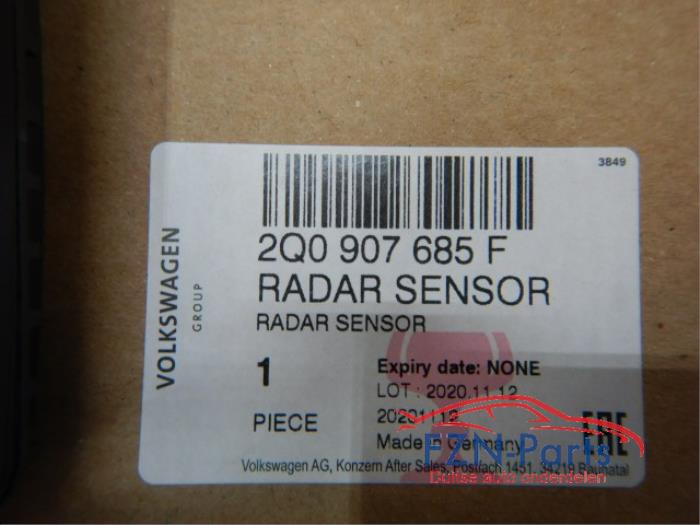 3849
VOLKSWAGEN
GROUP
2Q0 907 685 F
RADAR SENSOR
RADAR SENSOR
1
PIECE
Expiry date: NONE
LOT : 2020.11.12
20201112
Made in Germany
EAC
Volkswagen AG, Konzern After Sales, Postfach 1451, 34219 Baunatal
FZN-Parts
Duitse auto onderdelen